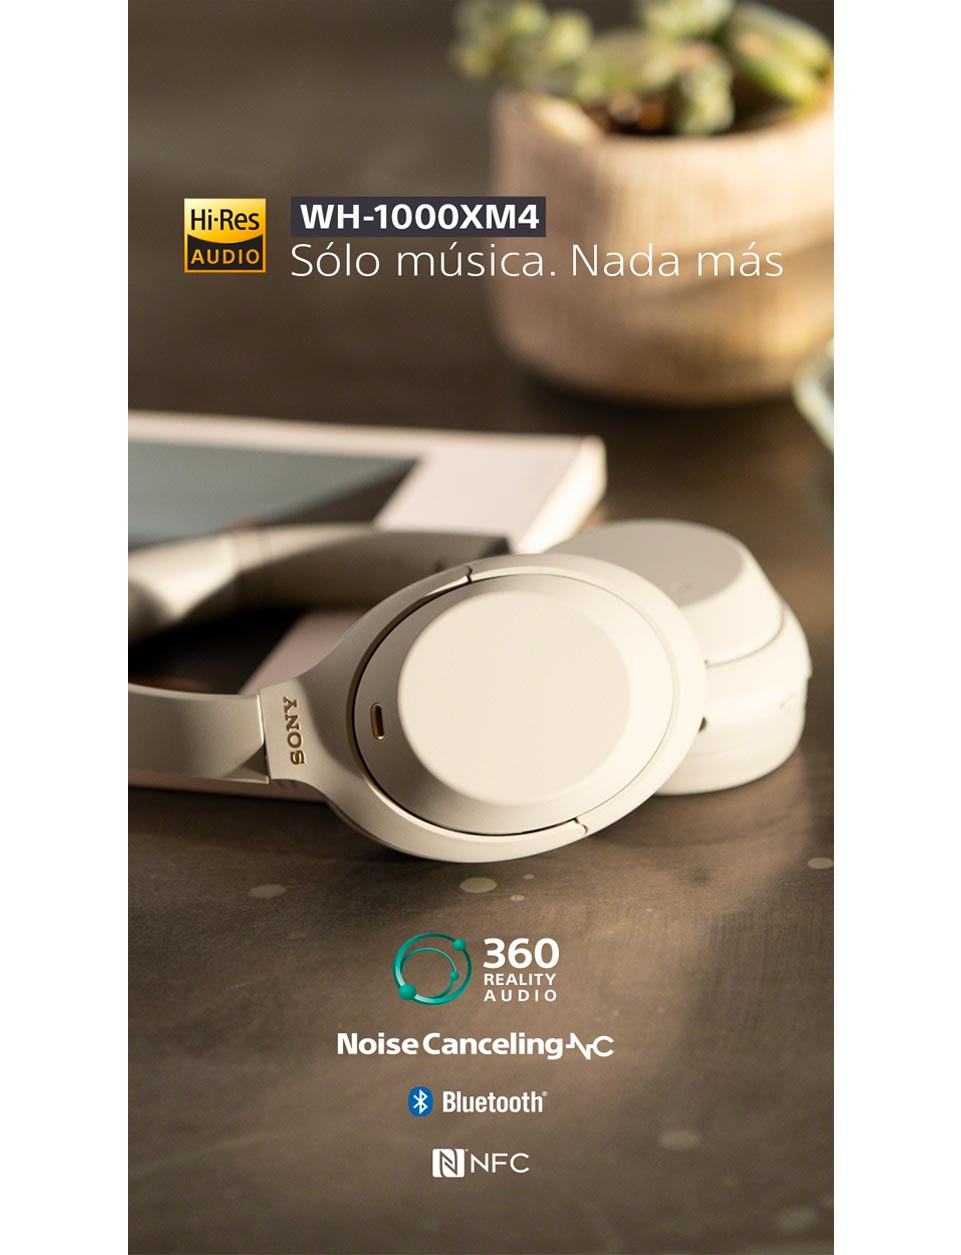 Hi-Res
AUDIO
WH-1000XM4
Sólo música. Nada más
SONY
360
REALITY
AUDIO
Noise Canceling NC
Bluetooth®
NFC